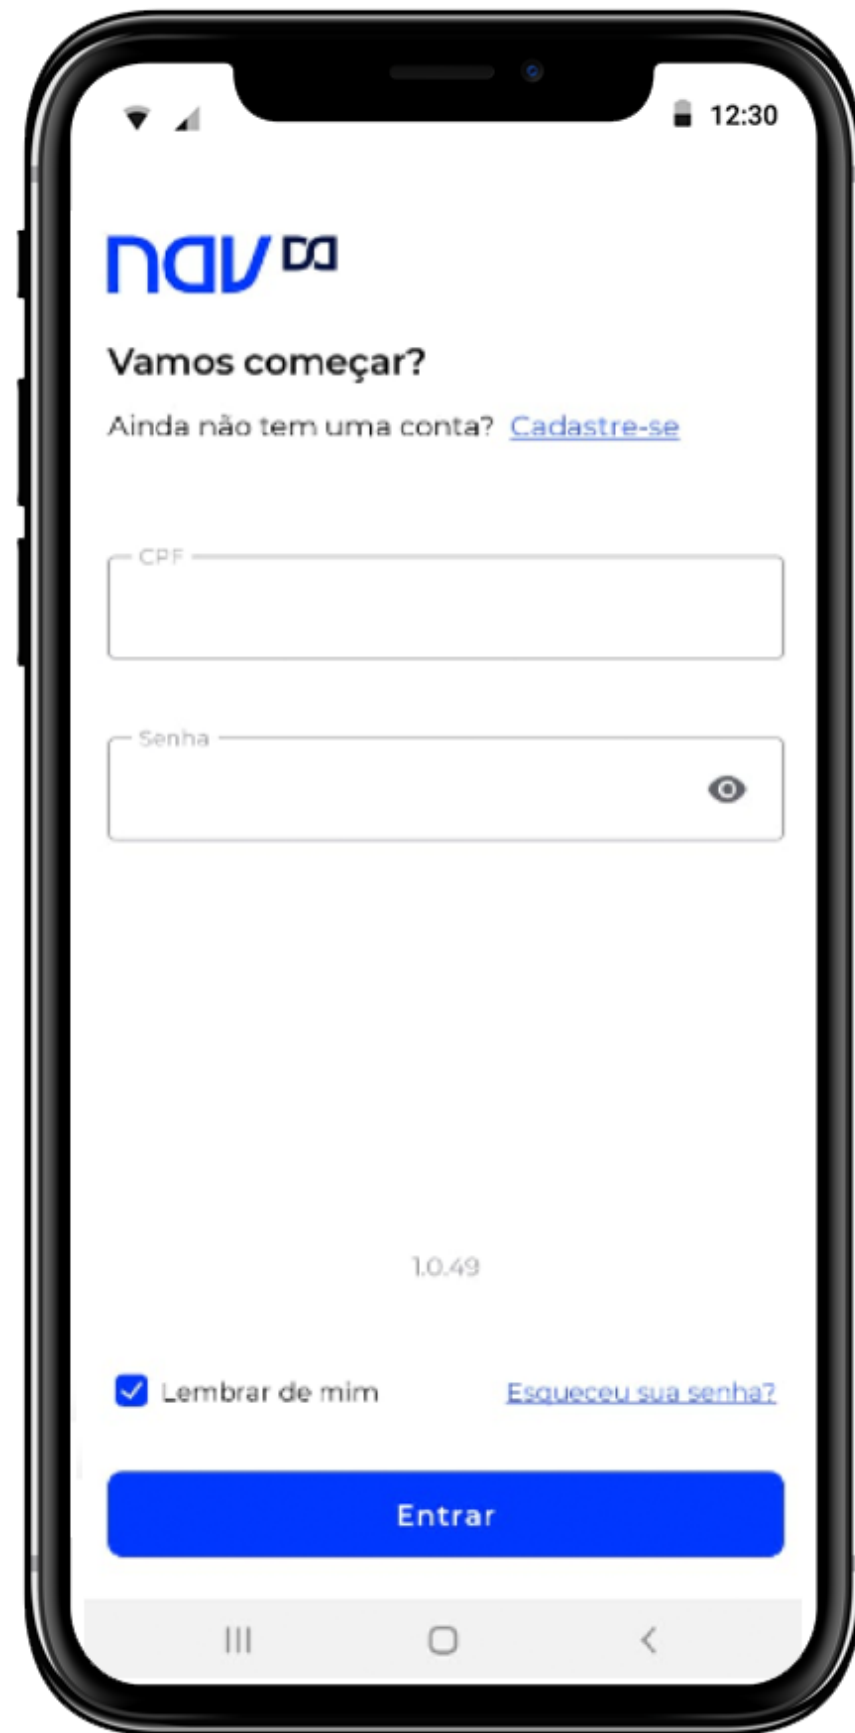 12:30
nav
Vamos começar?
Ainda não tem uma conta? Cadastre-se
CPF
Senha
1.0.49
Lembrar de mim Esqueceu sua senha?
Entrar